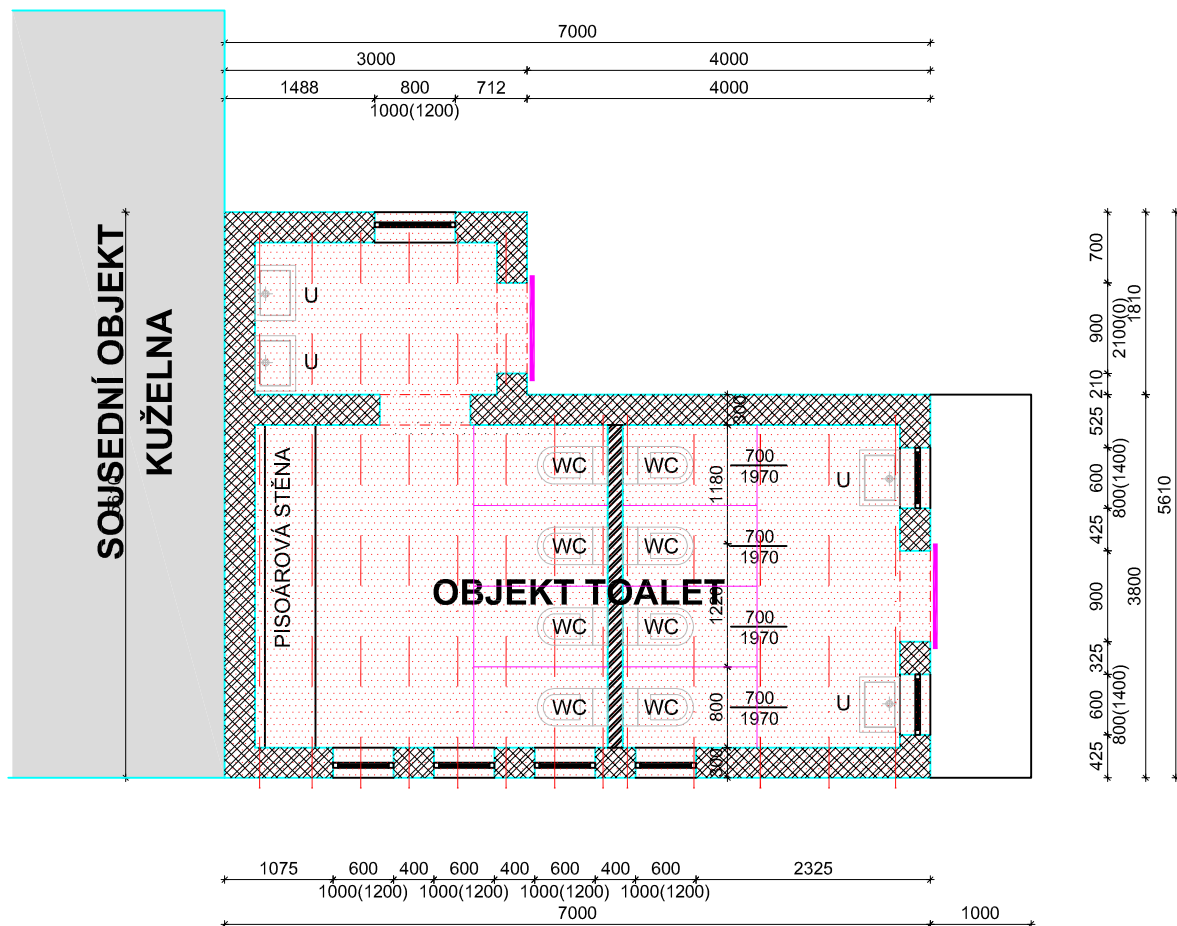 7000
3000 4000
1488 800 712 4000
1000(1200)
SOUSEDNÍ OBJEKT
KUŽELNA
U
U
PISOÁROVÁ STĚNA
WC WC
WC WC
WC WC
WC WC
OBJEKT TOALET
300
1180
1220
800
300
700
1970
700
1970
700
1970
700
1970
U
U
700
900
2100(0)
210
1810
525
600
800(1400)
425
900
325
600
800(1400)
425
3800
5610
1075 600 400 600 400 600 400 600 2325
1000(1200) 1000(1200) 1000(1200) 1000(1200)
7000 1000